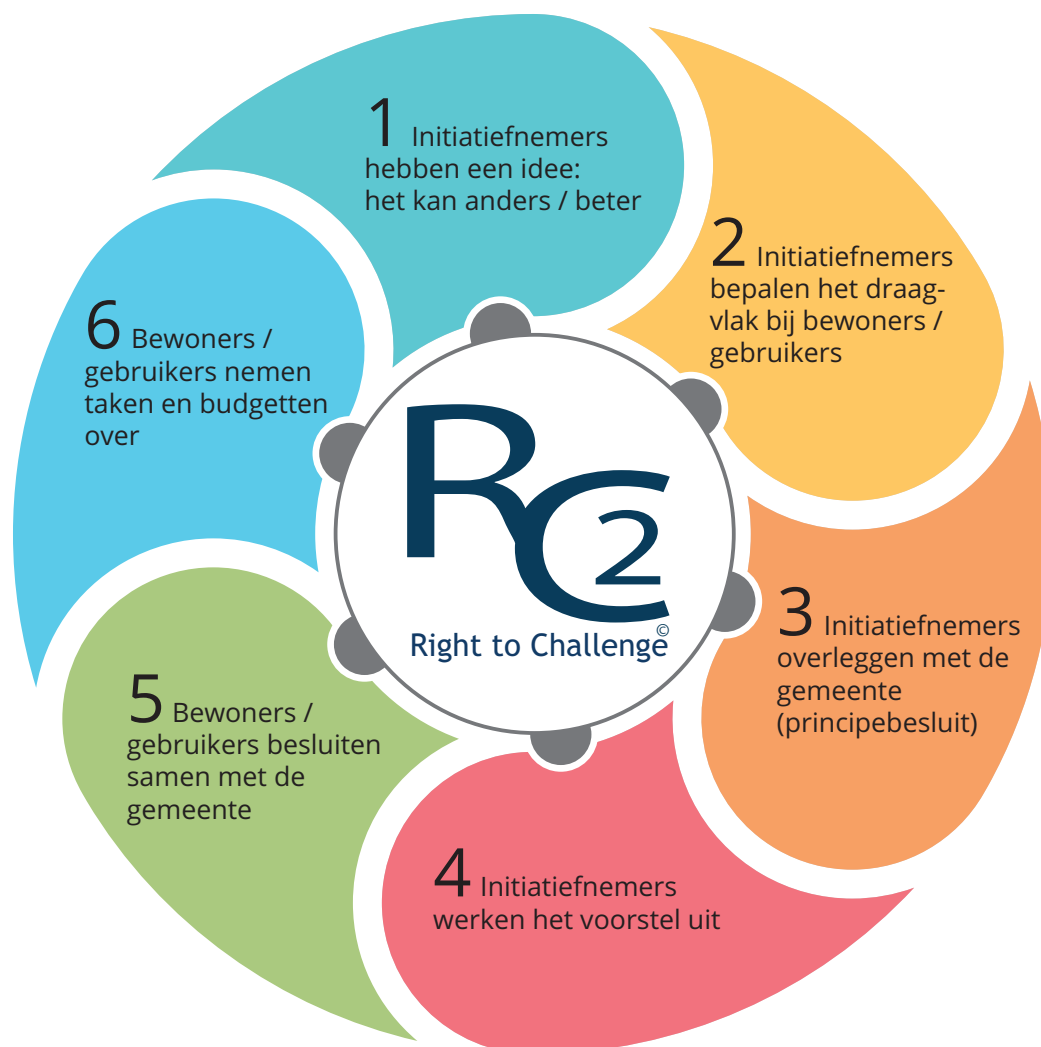 1 Initiatiefnemers
hebben een idee:
het kan anders / beter
2 Initiatiefnemers
bepalen het draag-
vlak bij bewoners /
gebruikers
3 Initiatiefnemers
overleggen met de
gemeente
(principebesluit)
4 Initiatiefnemers
werken het voorstel uit
5 Bewoners /
gebruikers besluiten
samen met de
gemeente
6 Bewoners /
gebruikers nemen
taken en budgetten
over
RC2
Right to Challenge©